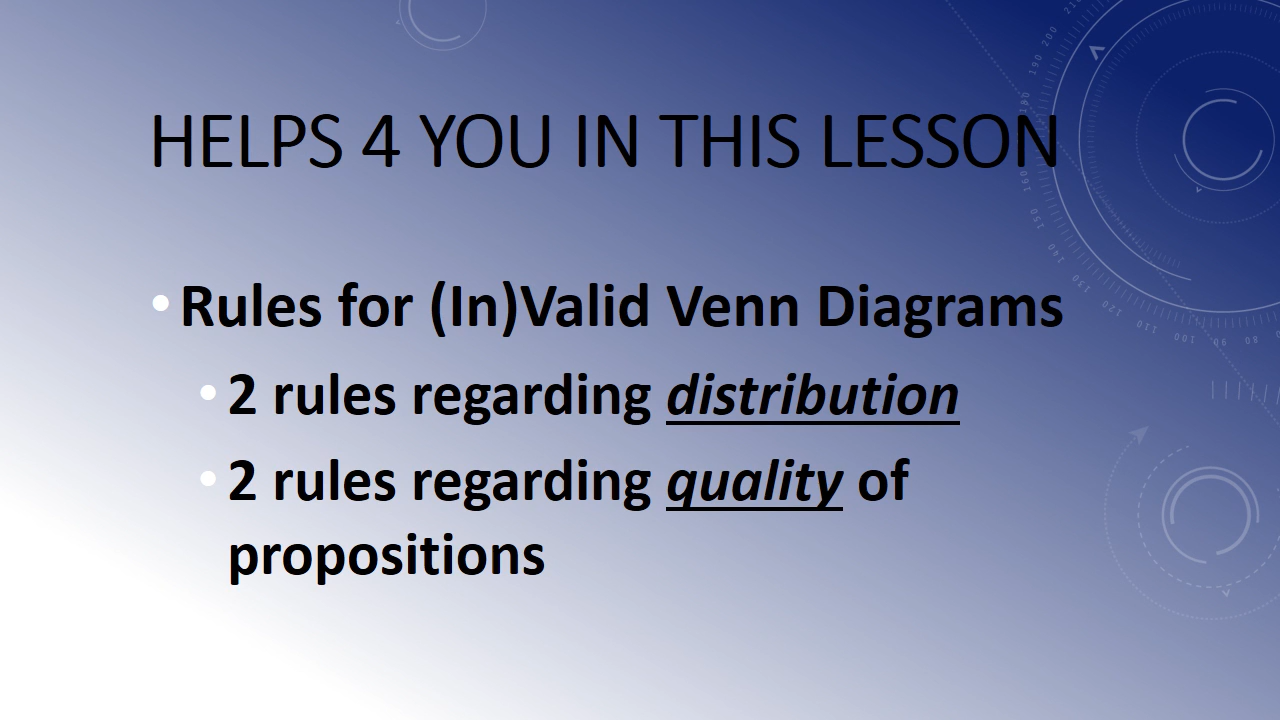 HELPS 4 YOU IN THIS LESSON
• Rules for (In)Valid Venn Diagrams
• 2 rules regarding distribution
• 2 rules regarding quality of
propositions